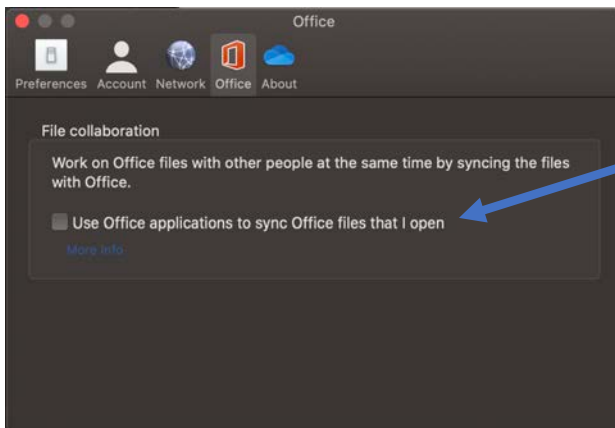 Office
Preferences Account Network Office About
File collaboration
Work on Office files with other people at the same time by syncing the files
with Office.
Use Office applications to sync Office files that I open
More Info